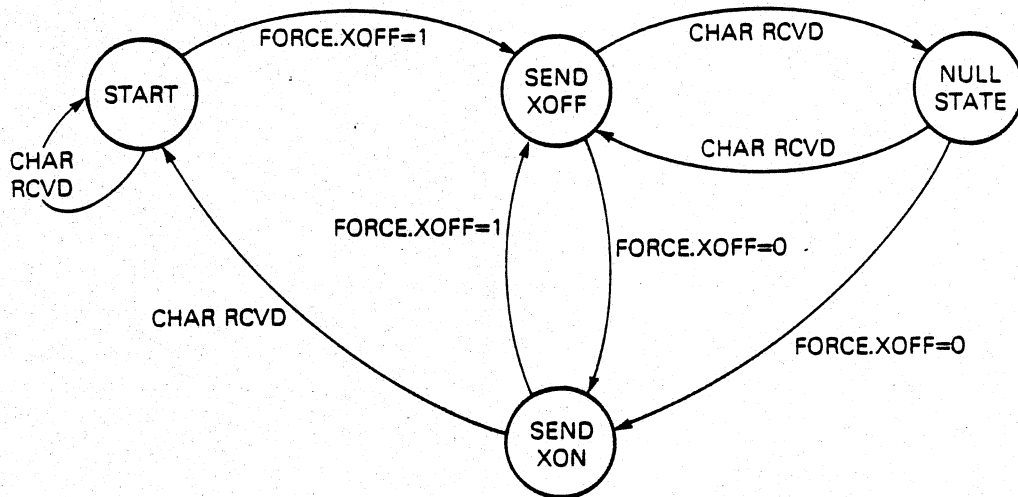 FORCE.XOFF=1
CHAR RCVD
START
SEND
XOFF
NULL
STATE
CHAR
RCVD
CHAR RCVD
FORCE.XOFF=1
FORCE.XOFF=0
CHAR RCVD
FORCE.XOFF=0
SEND
XON